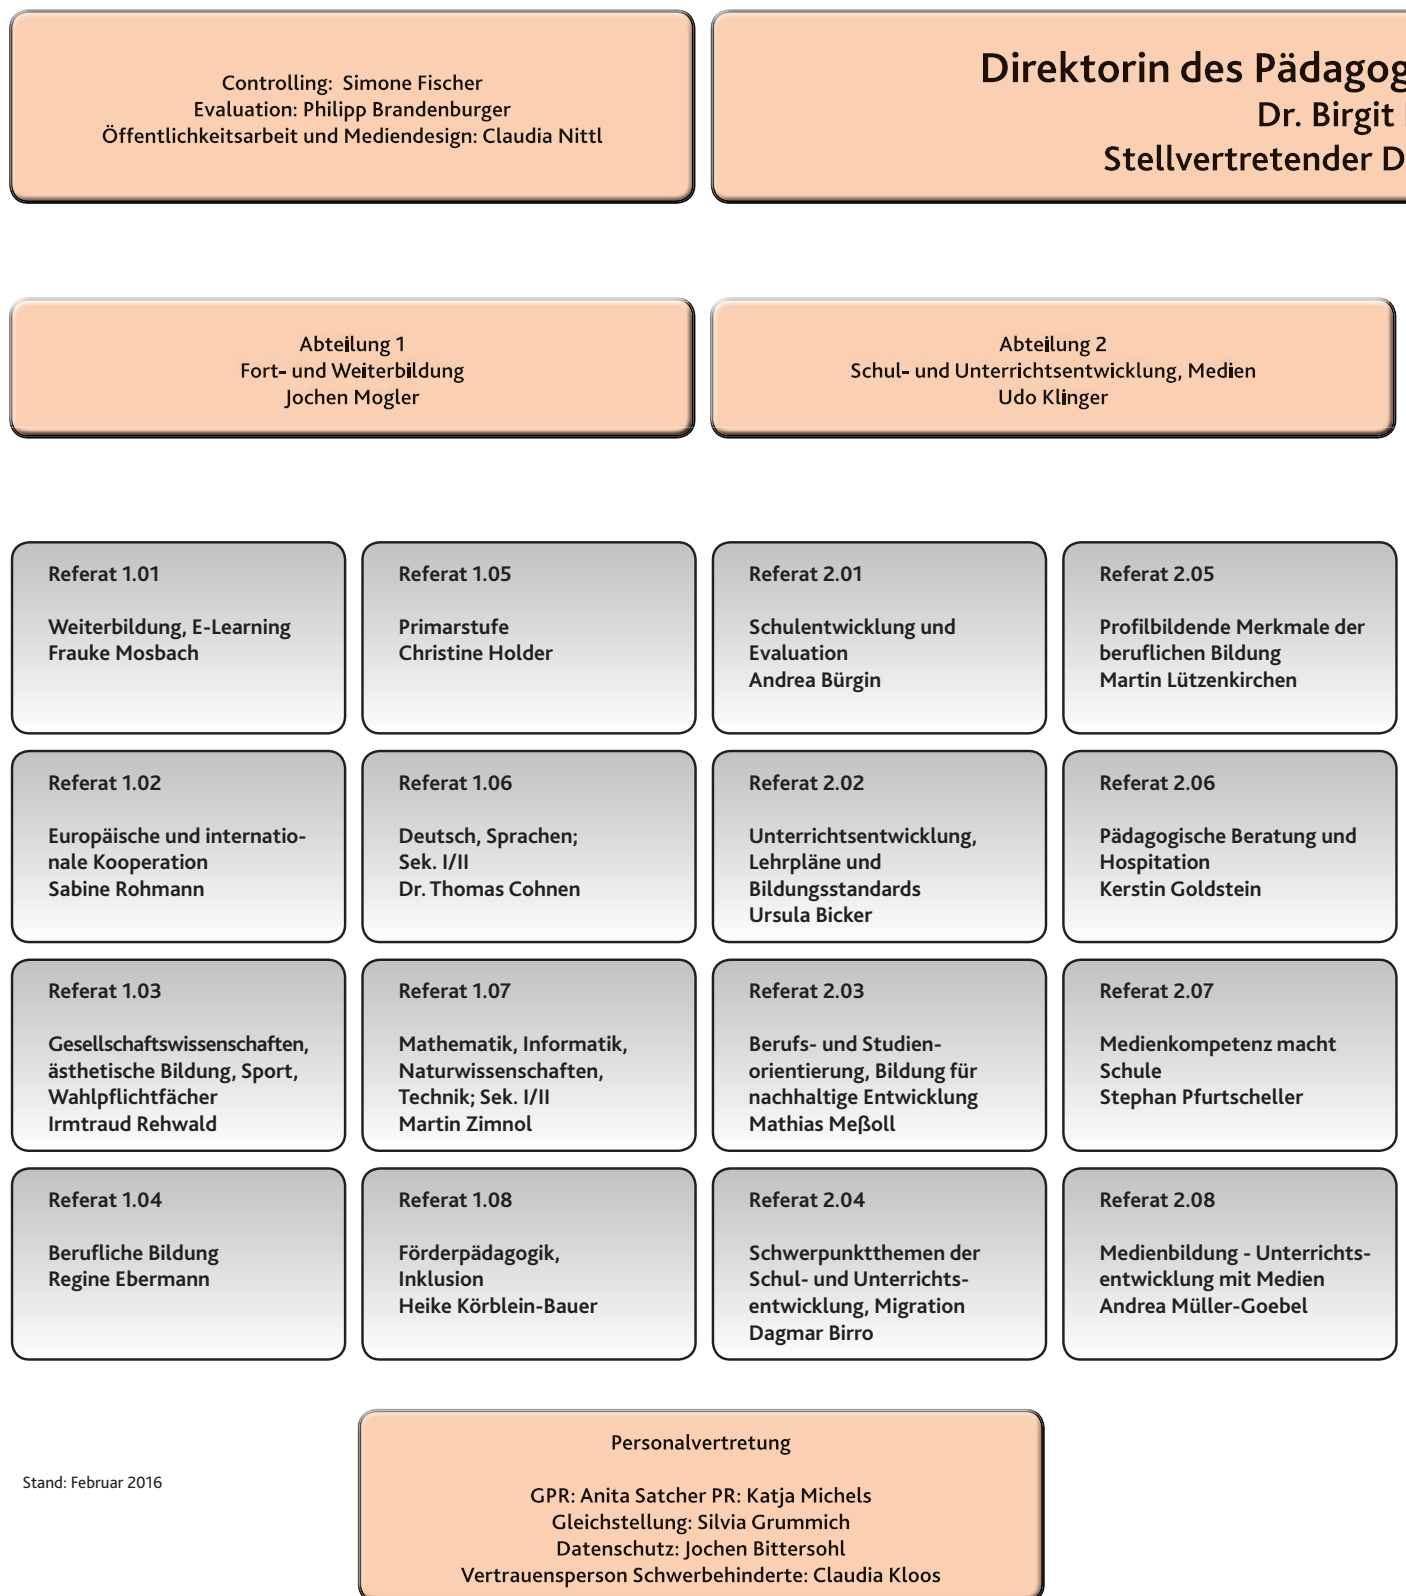 Controlling:  Simone Fischer
Evaluation: Philipp Brandenburger
Öffentlichkeitsarbeit und Mediendesign: Claudia Nittl
Direktorin des
Dr. Birgit
Stellvertretender
Abteilung 1
Fort- und Weiterbildung
Jochen Mogler
Abteilung 2
Schul- und Unterrichtsentwicklung, Medien
Udo Klinger
Referat 1.01
Weiterbildung, E-Learning
Frauke Mosbach
Referat 1.05
Primarstufe
Christine Holder
Referat 2.01
Schulentwicklung und
Evaluation
Andrea Bürgin
Referat 2.05
Profilbildende Merkmale der
beruflichen Bildung
Martin Lützenkirchen
Referat 1.02
Europäische und internatio-
nale Kooperation
Sabine Rohmann
Referat 1.06
Deutsch, Sprachen;
Sek. I/II
Dr. Thomas Cohnen
Referat 2.02
Unterrichtsentwicklung,
Lehrpläne und
Bildungsstandards
Ursula Bicker
Referat 2.06
Pädagogische Beratung und
Hospitation
Kerstin Goldstein
Referat 1.03
Gesellschaftswissenschaften,
ästhetische Bildung, Sport,
Wahlpflichtfächer
Irmtraud Rehwald
Referat 1.07
Mathematik, Informatik,
Naturwissenschaften,
Technik; Sek. I/II
Martin Zimnol
Referat 2.03
Berufs- und Studien-
orientierung, Bildung für
nachhaltige Entwicklung
Mathias Meßoll
Referat 2.07
Medienkompetenz macht
Schule
Stephan Pfurtscheller
Referat 1.04
Berufliche Bildung
Regine Ebermann
Referat 1.08
Förderpädagogik,
Inklusion
Heike Körblein-Bauer
Referat 2.04
Schwerpunktthemen der
Schul- und Unterrichts-
entwicklung, Migration
Dagmar Birro
Referat 2.08
Medienbildung - Unterrichts-
entwicklung mit Medien
Andrea Müller-Goebel
Stand: Februar 2016
Personalvertretung
GPR: Anita Satcher PR: Katja Michels
Gleichstellung: Silvia Grummich
Datenschutz: Jochen Bittersohl
Vertrauensperson Schwerbehinderte: Claudia Kloos